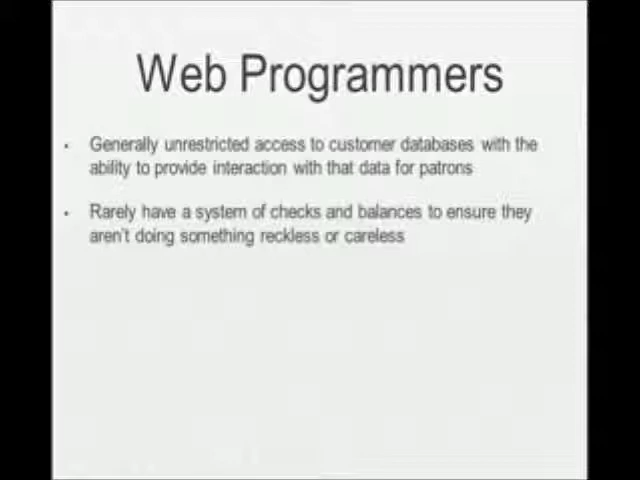 Web Programmers
• Generally unrestricted access to customer databases with the
ability to provide interaction with that data for patrons
• Rarely have a system of checks and balances to ensure they
aren't doing something reckless or careless